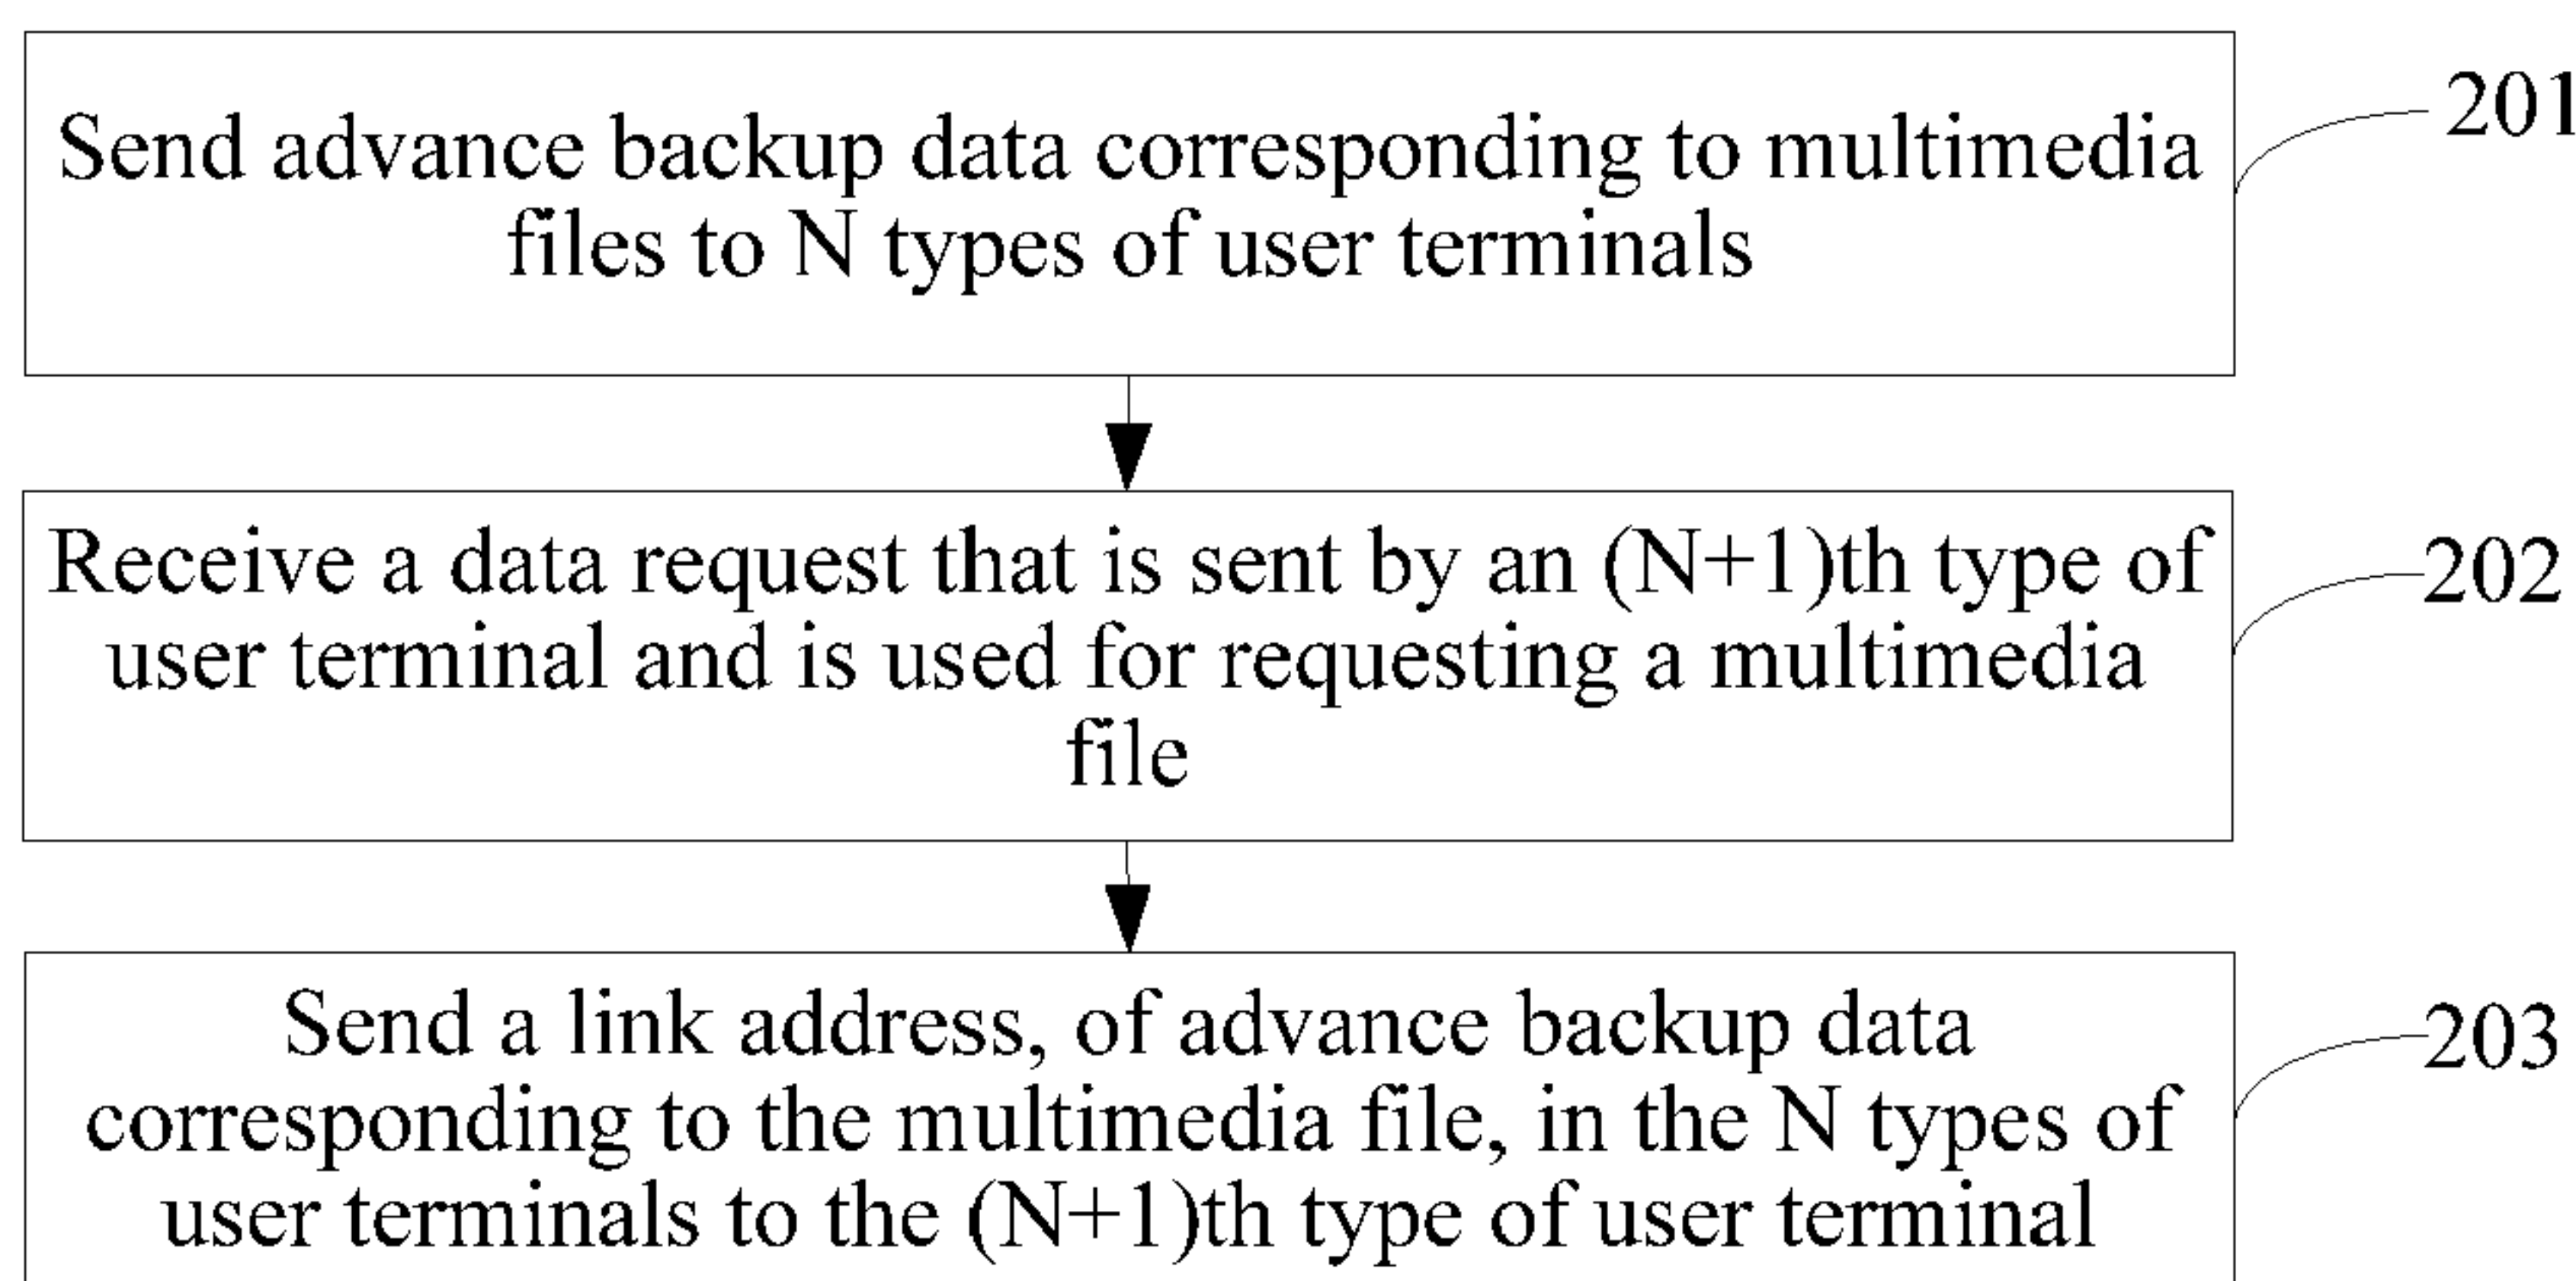 Send advance backup data corresponding to multimedia
files to N types of user terminals
201
Receive a data request that is sent by an (N+1)th type of
user terminal and is used for requesting a multimedia
file
202
Send a link address, of advance backup data
corresponding to the multimedia file, in the N types of
user terminals to the (N+1)th type of user terminal
203